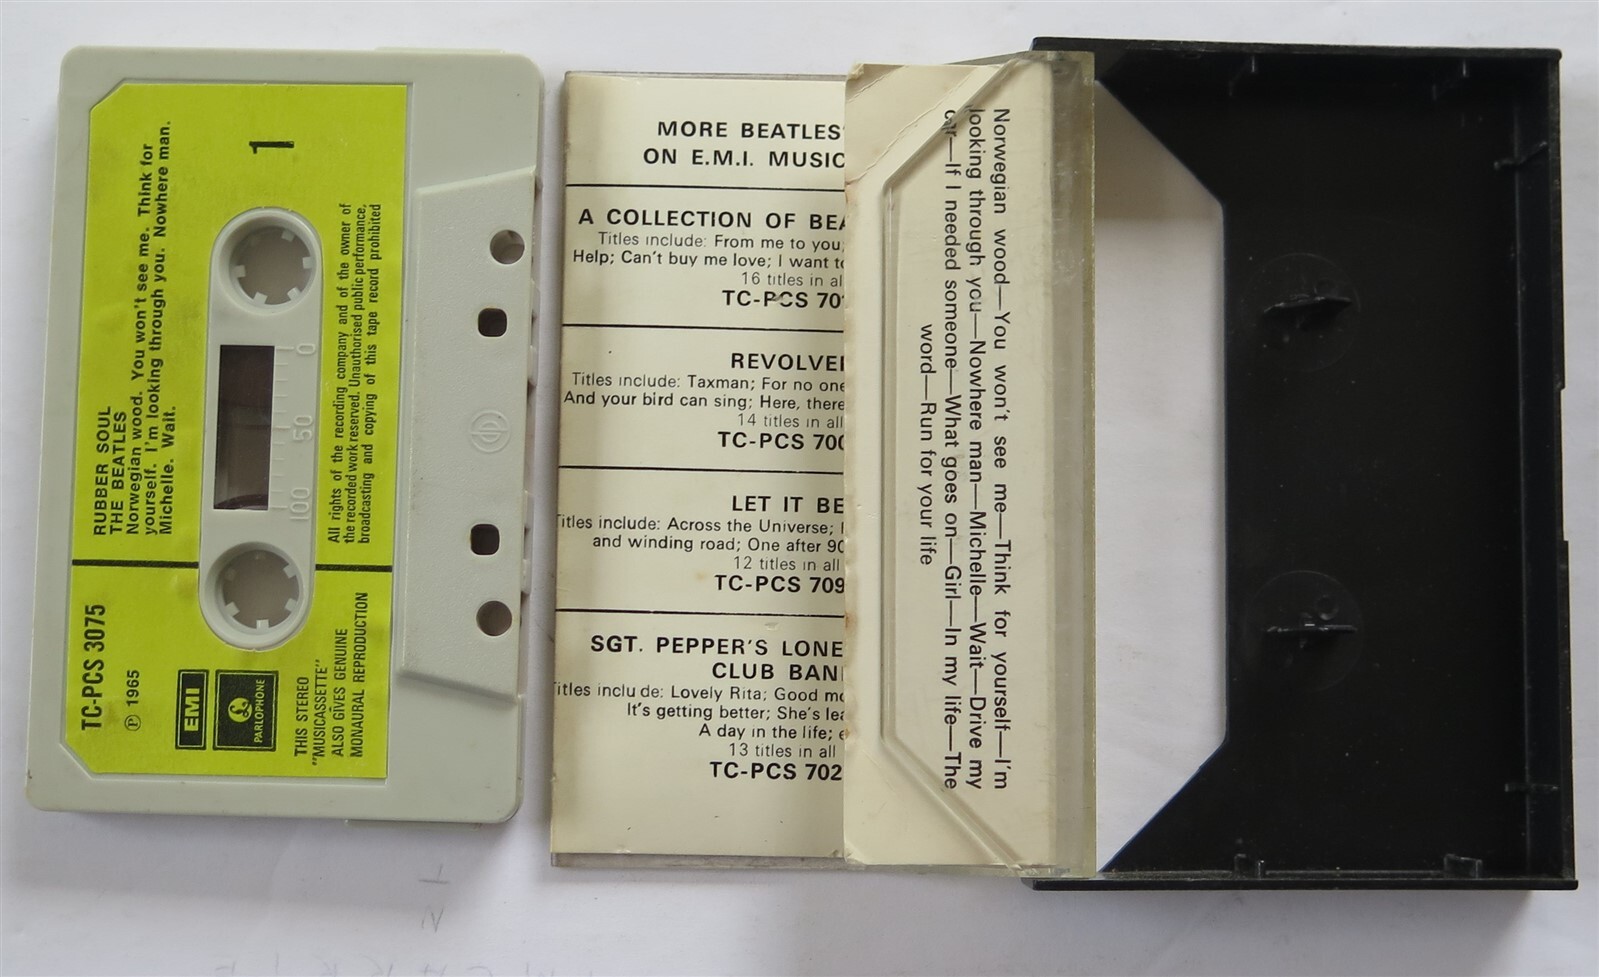 RUBBER SOUL
THE BEATLES
Norwegian wood. You won't see me. Think for
yourself. I'm looking through you. Nowhere man.
Michelle. Wait.
1
0
50
100
All rights of the recording company and of the owner of
the recorded work reserved. Unauthorised public performance,
broadcasting and copying of this tape record prohibited
TC-PCS 3075
℗ 1965
EMI
£
PARLOPHONE
THIS STEREO
"MUSICASSETTE"
ALSO GIVES GENUINE
MONAURAL REPRODUCTION
MORE BEATLES'
ON E.M.I. MUSIC
A COLLECTION OF BEA
Titles include: From me to you;
Help; Can't buy me love; I want to
16 titles in al
TC-PCS 701
REVOLVER
Titles include: Taxman; For no one
And your bird can sing; Here, there
14 titles in all
TC-PCS 700
LET IT BE
Titles include: Across the Universe;
and winding road; One after 90
12 titles in all
TC-PCS 709
SGT. PEPPER'S LONE
CLUB BAN
Titles include: Lovely Rita; Good mo
It's getting better; She's lea
A day in the life; e
13 titles in all
TC-PCS 702
Norwegian wood—You won't see me—Think for yourself—I'm
looking through you—Nowhere man—Michelle—Wait—Drive my
car—If I needed someone—What goes on—Girl—In my life—The
word—Run for your life